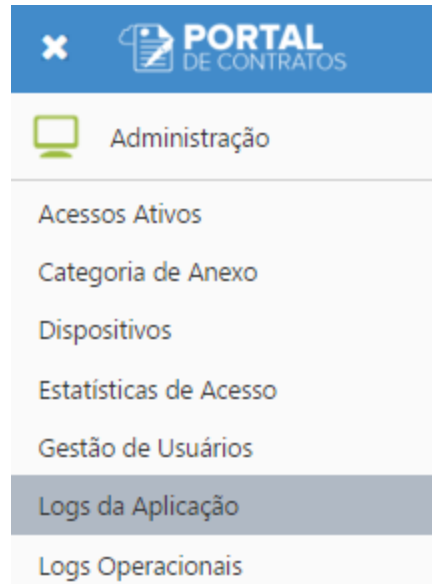 PORTAL
DE CONTRATOS
Administração
Acessos Ativos
Categoria de Anexo
Dispositivos
Estatísticas de Acesso
Gestão de Usuários
Logs da Aplicação
Logs Operacionais